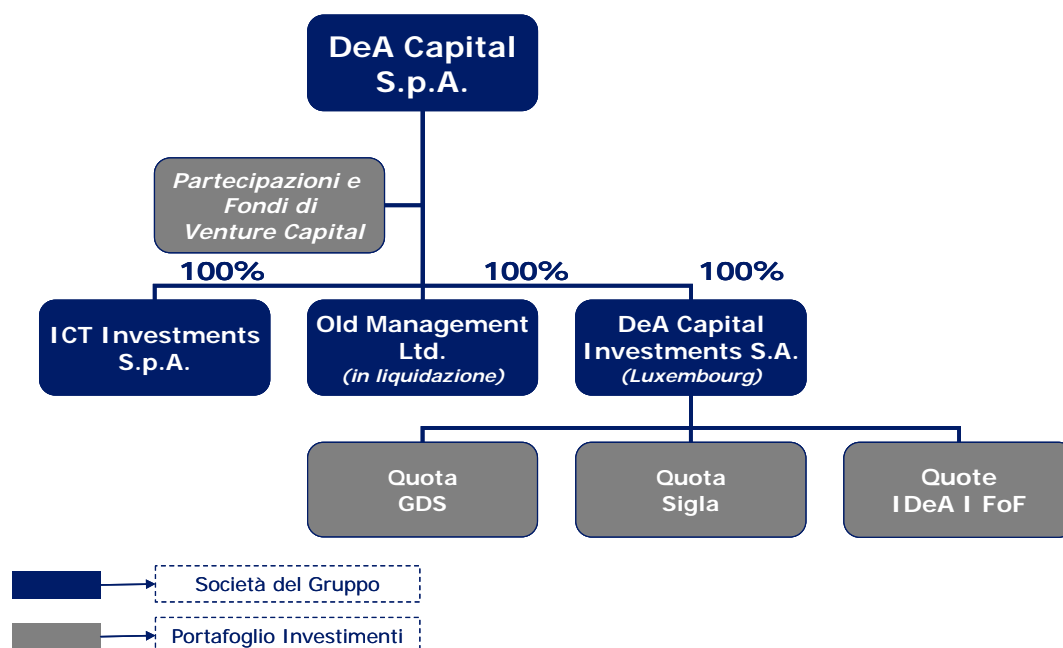 DeA Capital
S.p.A.
Partecipazioni e
Fondi di
Venture Capital
100%
100%
100%
ICT Investments
S.p.A.
Old Management
Ltd.
(in liquidazione)
DeA Capital
Investments S.A.
(Luxembourg)
Quota
GDS
Quota
Sigla
Quote
IDeA I FoF
Società del Gruppo
Portafoglio Investimenti